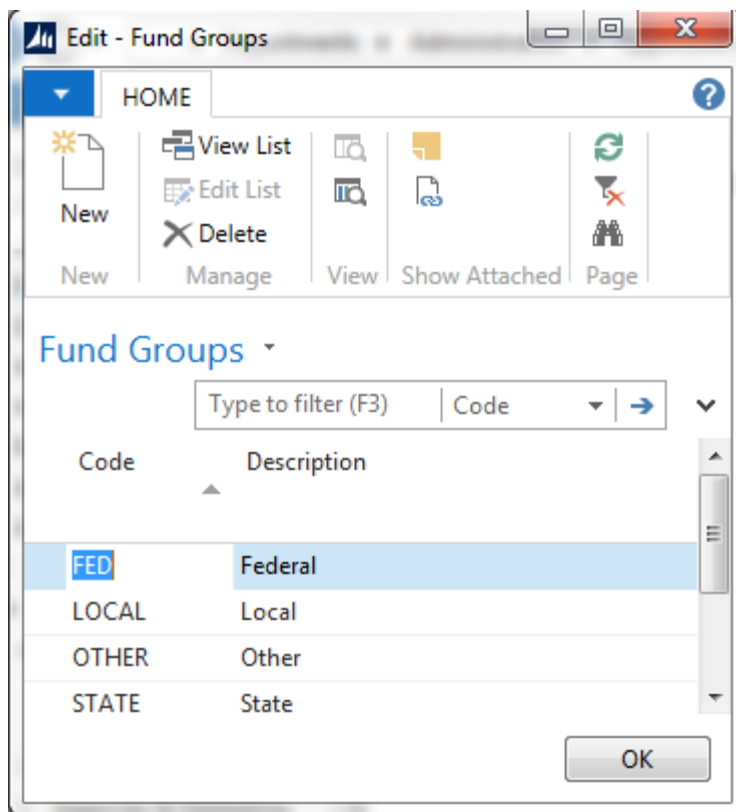 Edit - Fund Groups
HOME
New
View List
Edit List
Delete
New Manage View Show Attached Page
Fund Groups
Type to filter (F3) Code
Code Description
FED Federal
LOCAL Local
OTHER Other
STATE State
OK